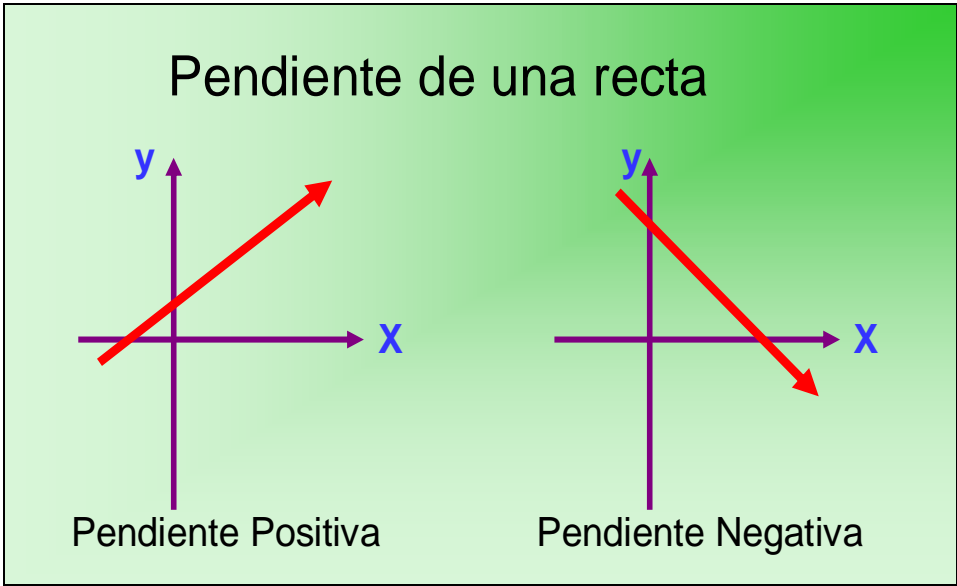 Pendiente de una recta
y
y
X
X
Pendiente Positiva
Pendiente Negativa